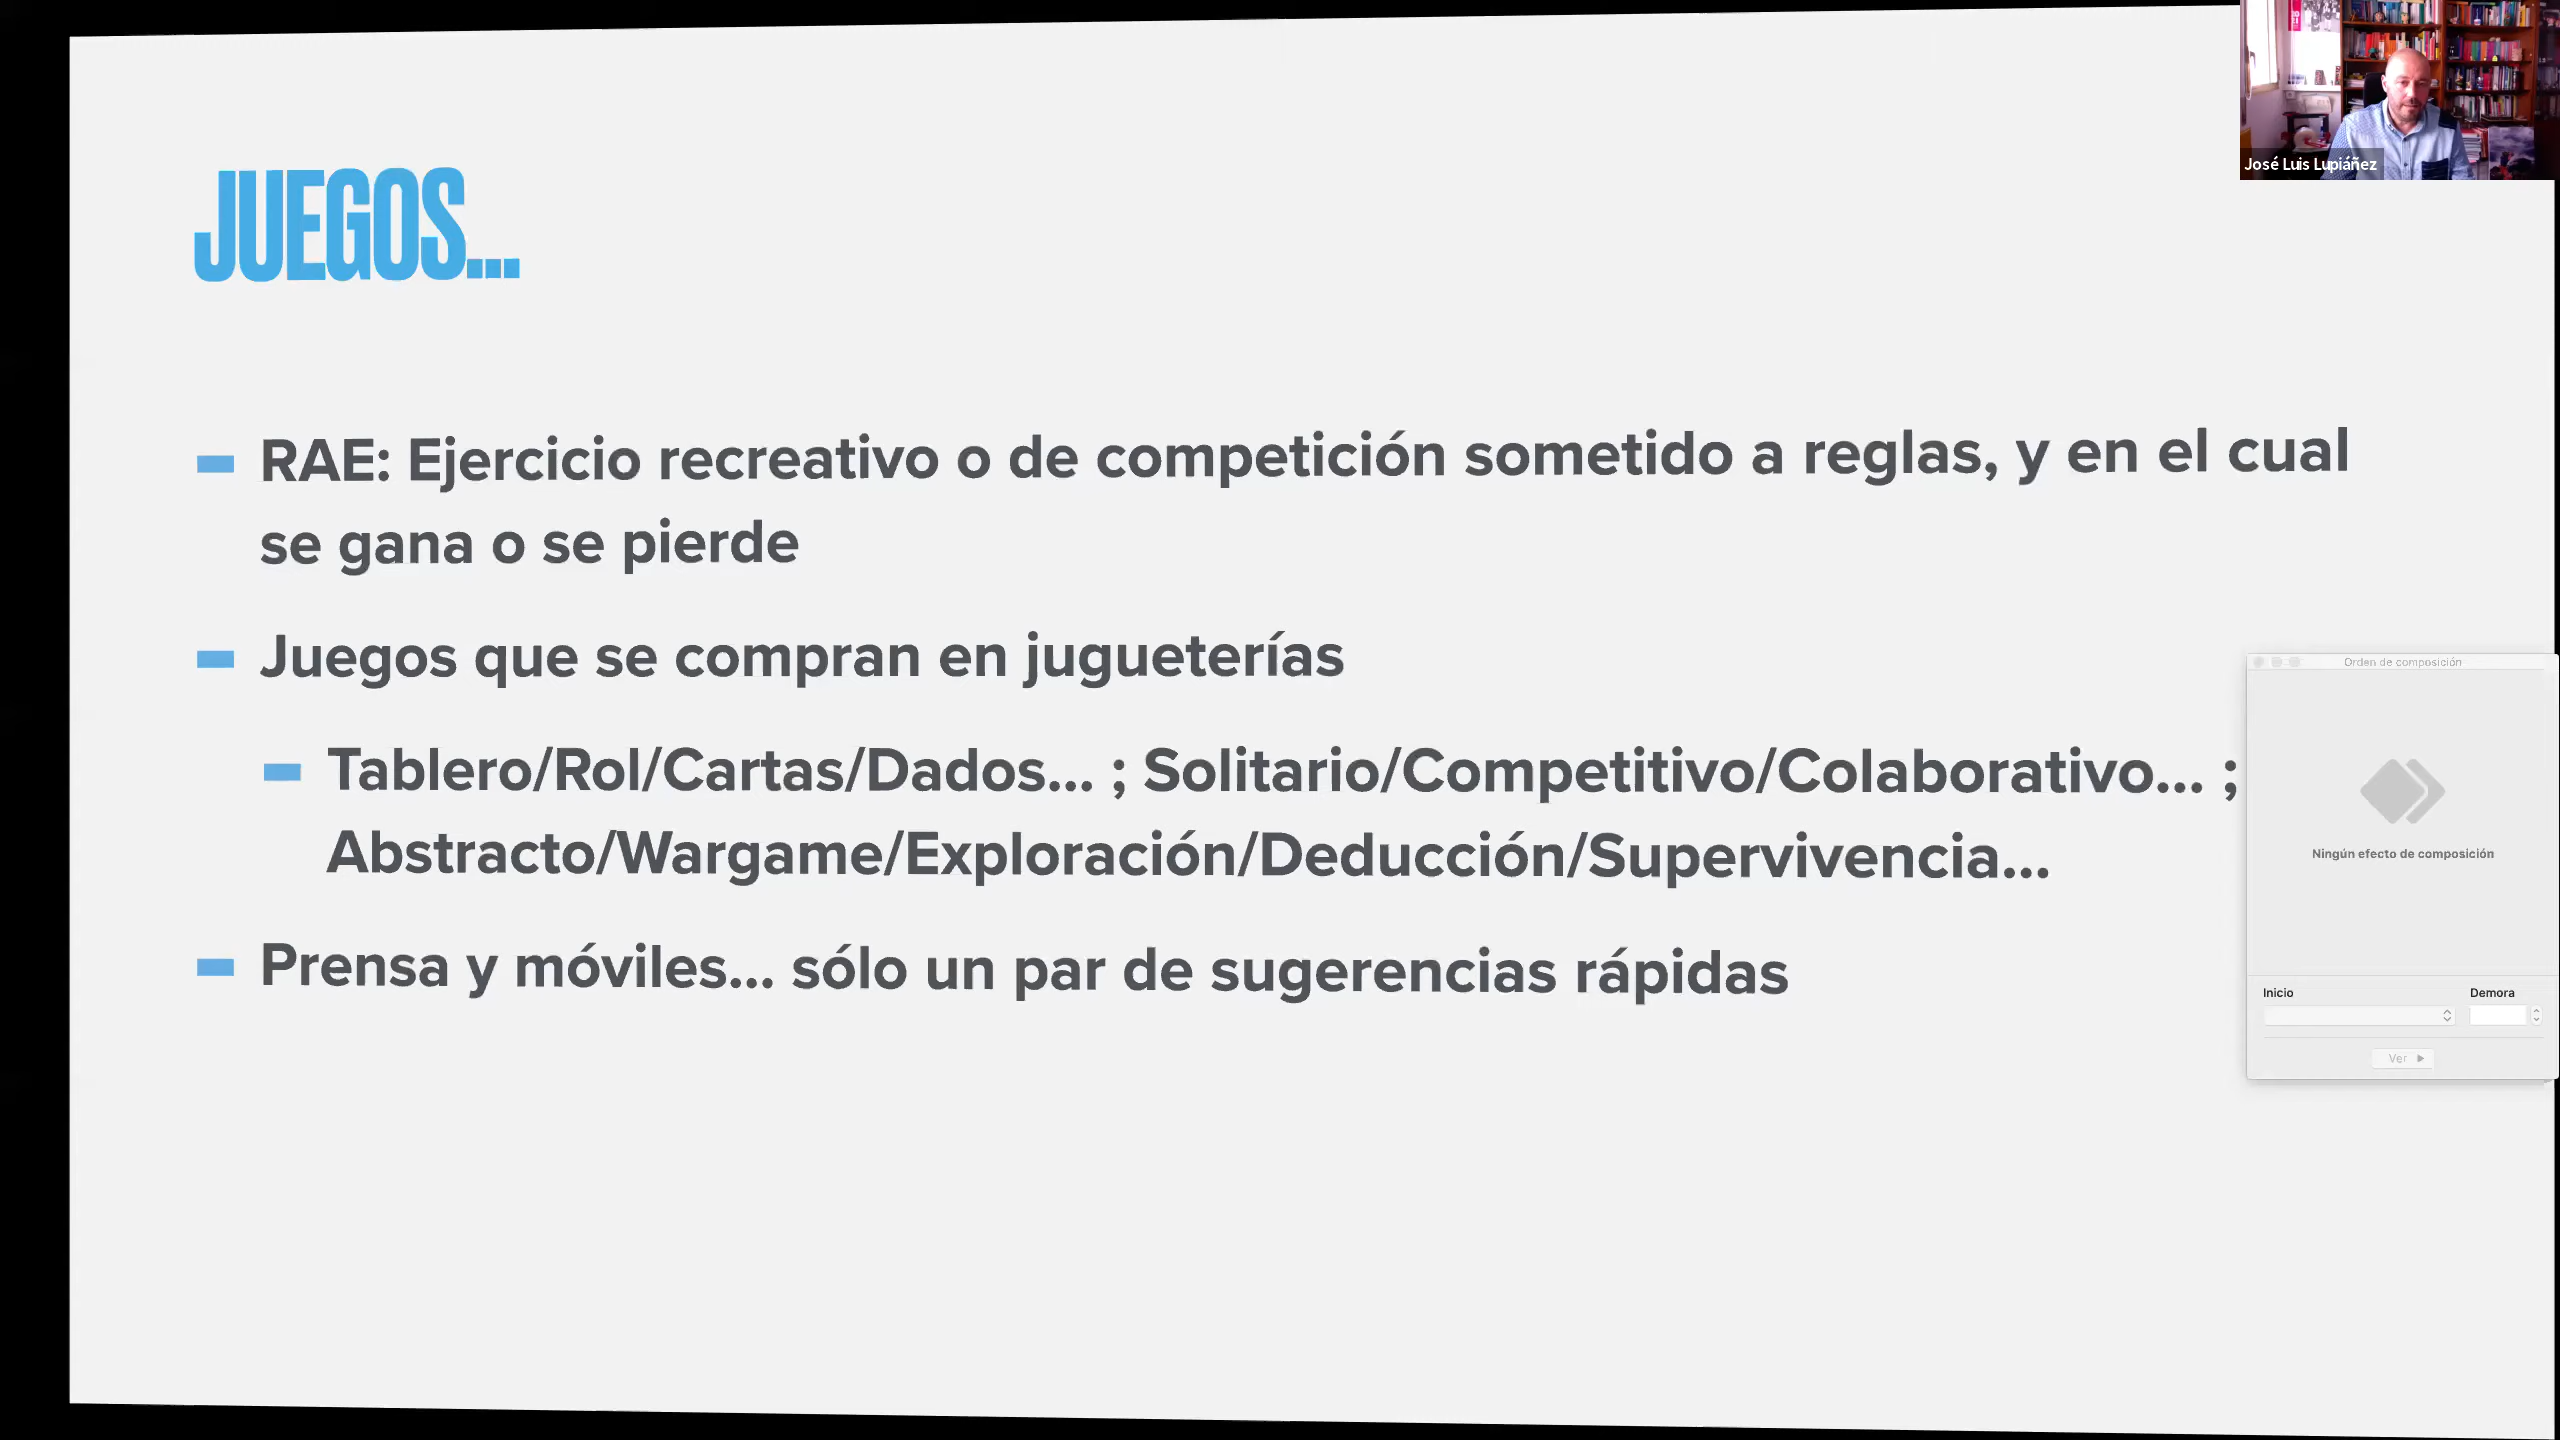 José Luis Lupiáñez
JUEGOS...
RAE: Ejercicio recreativo o de competición sometido a reglas, y en el cual
se gana o se pierde
Juegos que se compran en jugueterías
Tablero/Rol/Cartas/Dados... ; Solitario/Competitivo/Colaborativo... ;
Abstracto/Wargame/Exploración/Deducción/Supervivencia...
Prensa y móviles... sólo un par de sugerencias rápidas
Orden de composición
Ningún efecto de composición
Inicio Demora
Ver